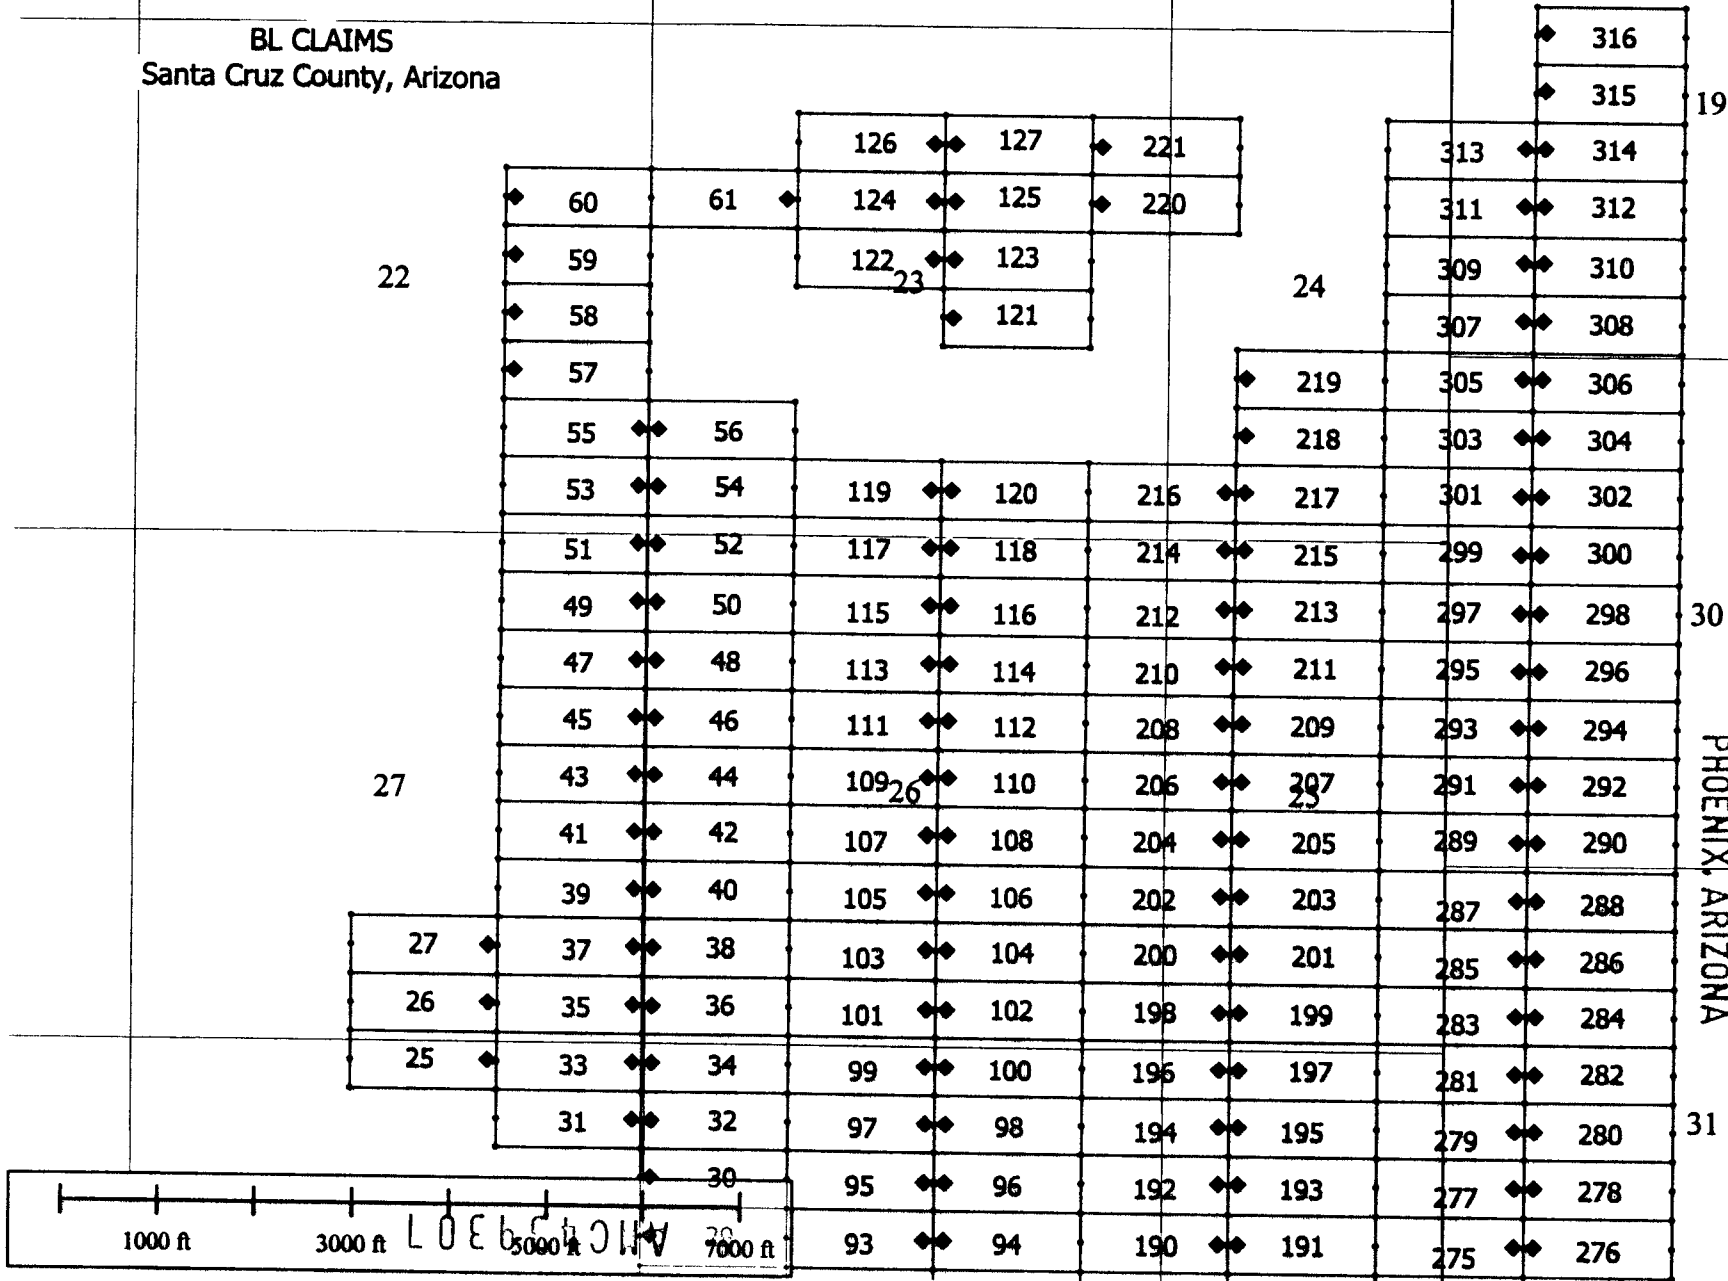 BL CLAIMS
Santa Cruz County, Arizona
316
315 19
126 127 221
313 314
60 61 124 125 220
311 312
59 122 123
22 23 24
309 310
58 121
307 308
57 219 305 306
55 56 218 303 304
53 54 119 120 216 217 301 302
51 52 117 118 214 215 299 300
49 50 115 116 212 213 297 298 30
47 48 113 114 210 211 295 296
45 46 111 112 208 209 293 294
27 43 44 109 26 110 206 207 25 291 292
41 42 107 108 204 205 289 290
39 40 105 106 202 203 287 288
27 37 38 103 104 200 201 285 286
26 35 36 101 102 198 199 283 284
25 33 34 99 100 196 197 281 282
31 32 97 98 194 195 279 280 31
30 95 96 192 193 277 278
93 94 190 191 275 276
1000 ft 3000 ft 5000 ft 7000 ft
PHOENIX, ARIZONA